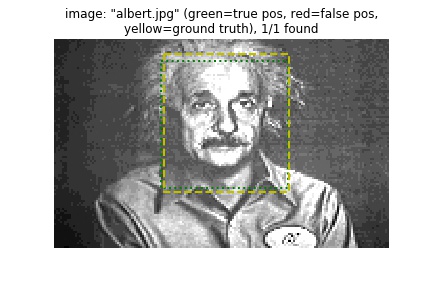 image: "albert.jpg" (green=true pos, red=false pos,
yellow=ground truth), 1/1 found